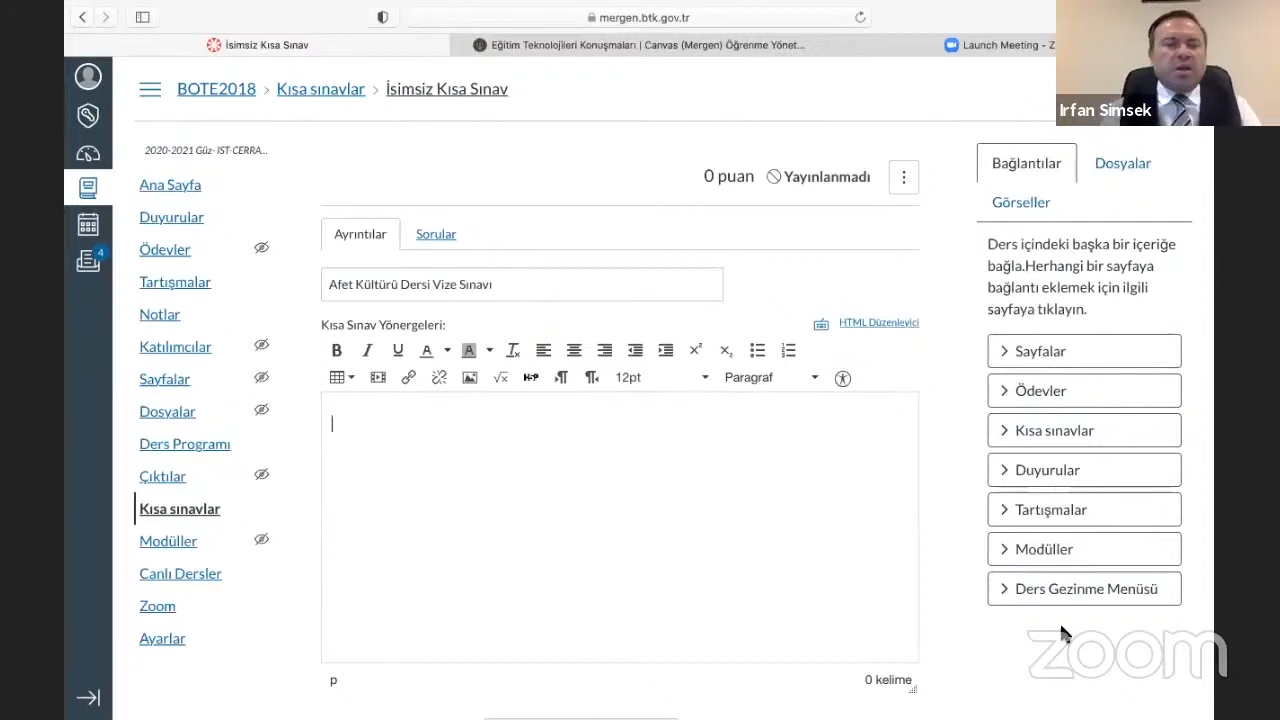 mergen.btk.gov.tr
İsimsiz Kısa Sınav
Eğitim Teknolojileri Konuşmaları | Canvas (Mergen) Öğrenme Yönet...
Launch Meeting - Z
Irfan Simsek
BOTE2018 > Kısa sınavlar > İsimsiz Kısa Sınav
2020-2021 Güz- IST-CERRA...
Ana Sayfa
Duyurular
Ödevler
Tartışmalar
Notlar
Katılımcılar
Sayfalar
Dosyalar
Ders Programı
Çıktılar
Kısa sınavlar
Modüller
Canlı Dersler
Zoom
Ayarlar
4
0 puan Yayınlanmadı
Ayrıntılar Sorular
Afet Kültürü Dersi Vize Sınavı
Kısa Sınav Yönergeleri:
HTML Düzenleyici
12pt Paragraf
p
0 kelime
Bağlantılar Dosyalar
Görseller
Ders içindeki başka bir içeriğe
bağla.Herhangi bir sayfaya
bağlantı eklemek için ilgili
sayfaya tıklayın.
Sayfalar
Ödevler
Kısa sınavlar
Duyurular
Tartışmalar
Modüller
Ders Gezinme Menüsü
zoom